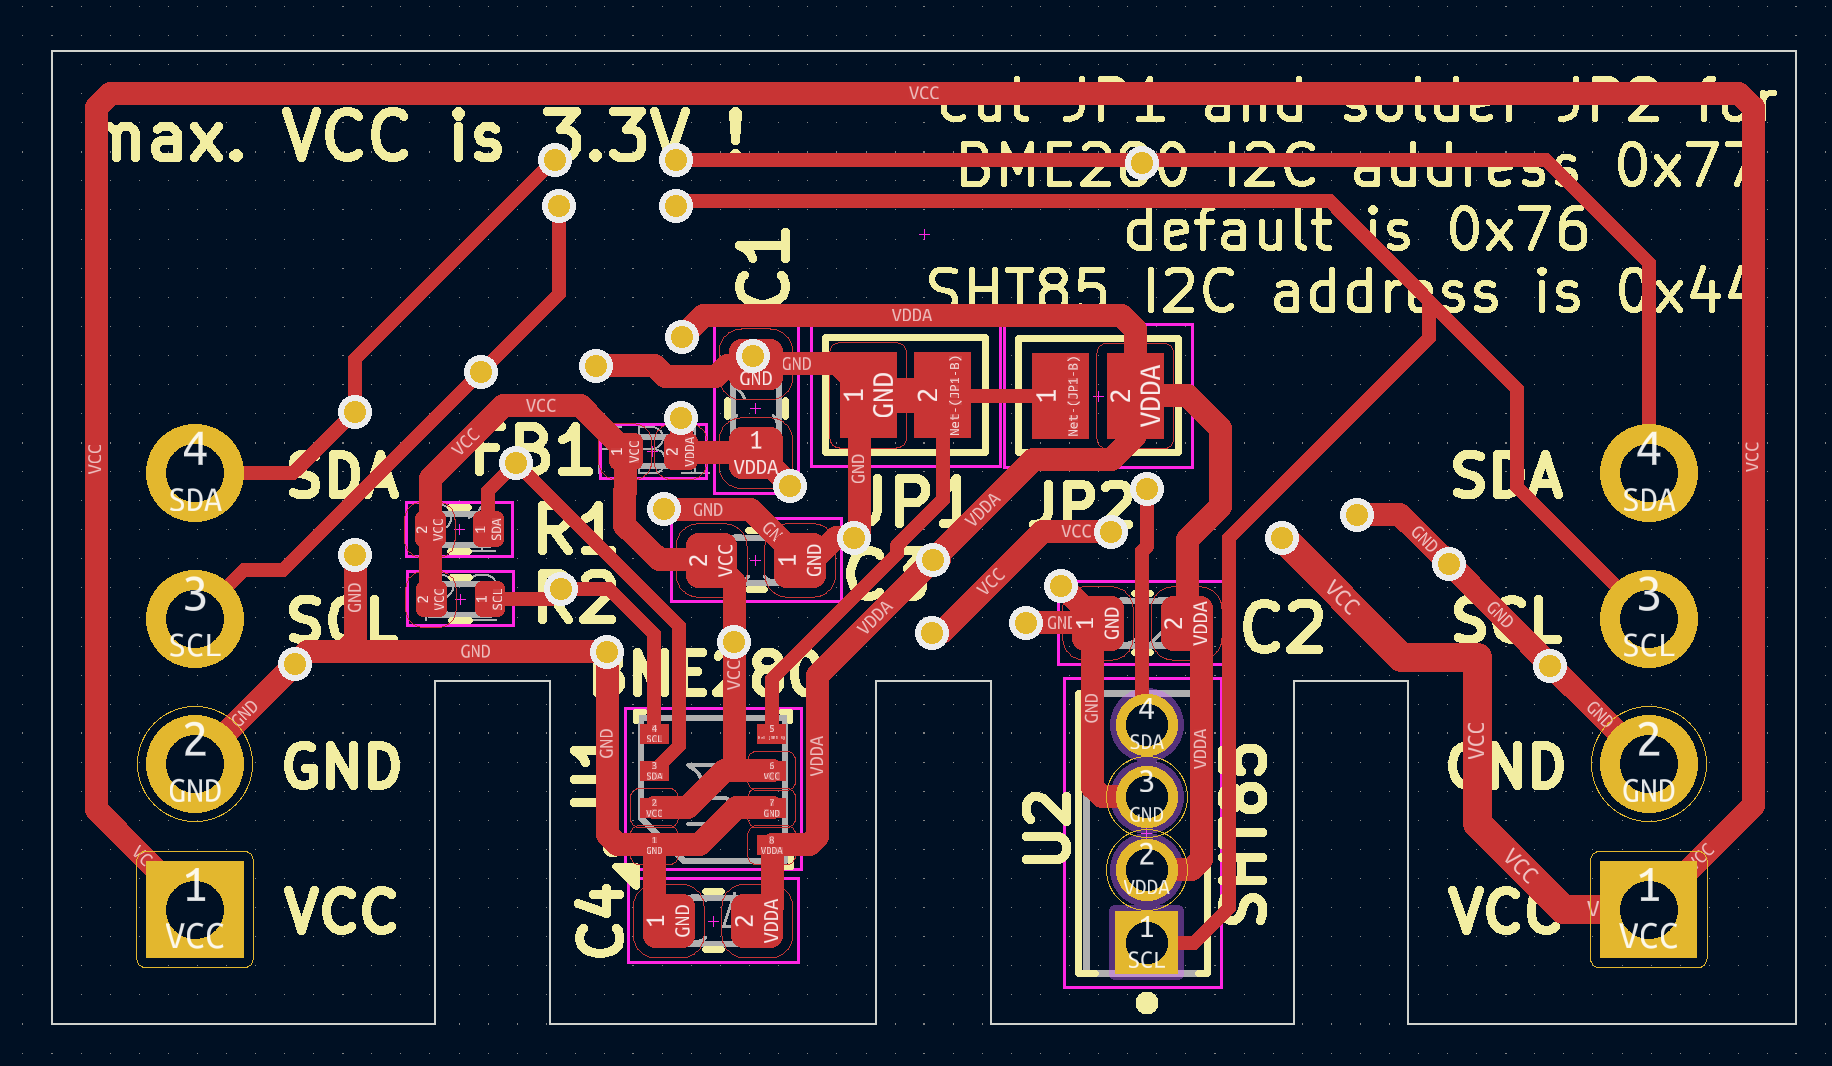 VCC
max. VCC is 3.3V !
Cut JP1 and solder JP2 for
BME280 I2C address 0x77
default is 0x76
SHT85 I2C address is 0x44
C1
VDDA
GND
GND
1
GND
2
Net-(JP1-B)
1
Net-(JP1-B)
2
VDDA
VCC
VCC
FB1
1
VCC
2
VDDA
1
VDDA
VCC
VCC
4
SDA
SDA
SDA
4
SDA
JP1
JP2
GND
VDDA
GND
GN
VCC
GND
R1
2
VCC
1
SDA
2
VCC
1
GND
C3
VCC
VCC
GND
R2
2
VCC
1
SCL
VDDA
3
SCL
SCL
SCL
3
SCL
GND
1
GND
2
VDDA
C2
GND
GND
BME280
VCC
GND
GND
GND
U1
4
SCL
3
SDA
2
VCC
1
GND
5
6
VCC
7
GND
8
VDDA
VDDA
GND
4
SDA
3
GND
2
VDDA
1
SCL
VDDA
U2
SHT85
2
GND
GND
GND
2
GND
VCC
VCC
C4
1
GND
2
VDDA
VC
1
VCC
VCC
VCC
V
1
VCC
VCC